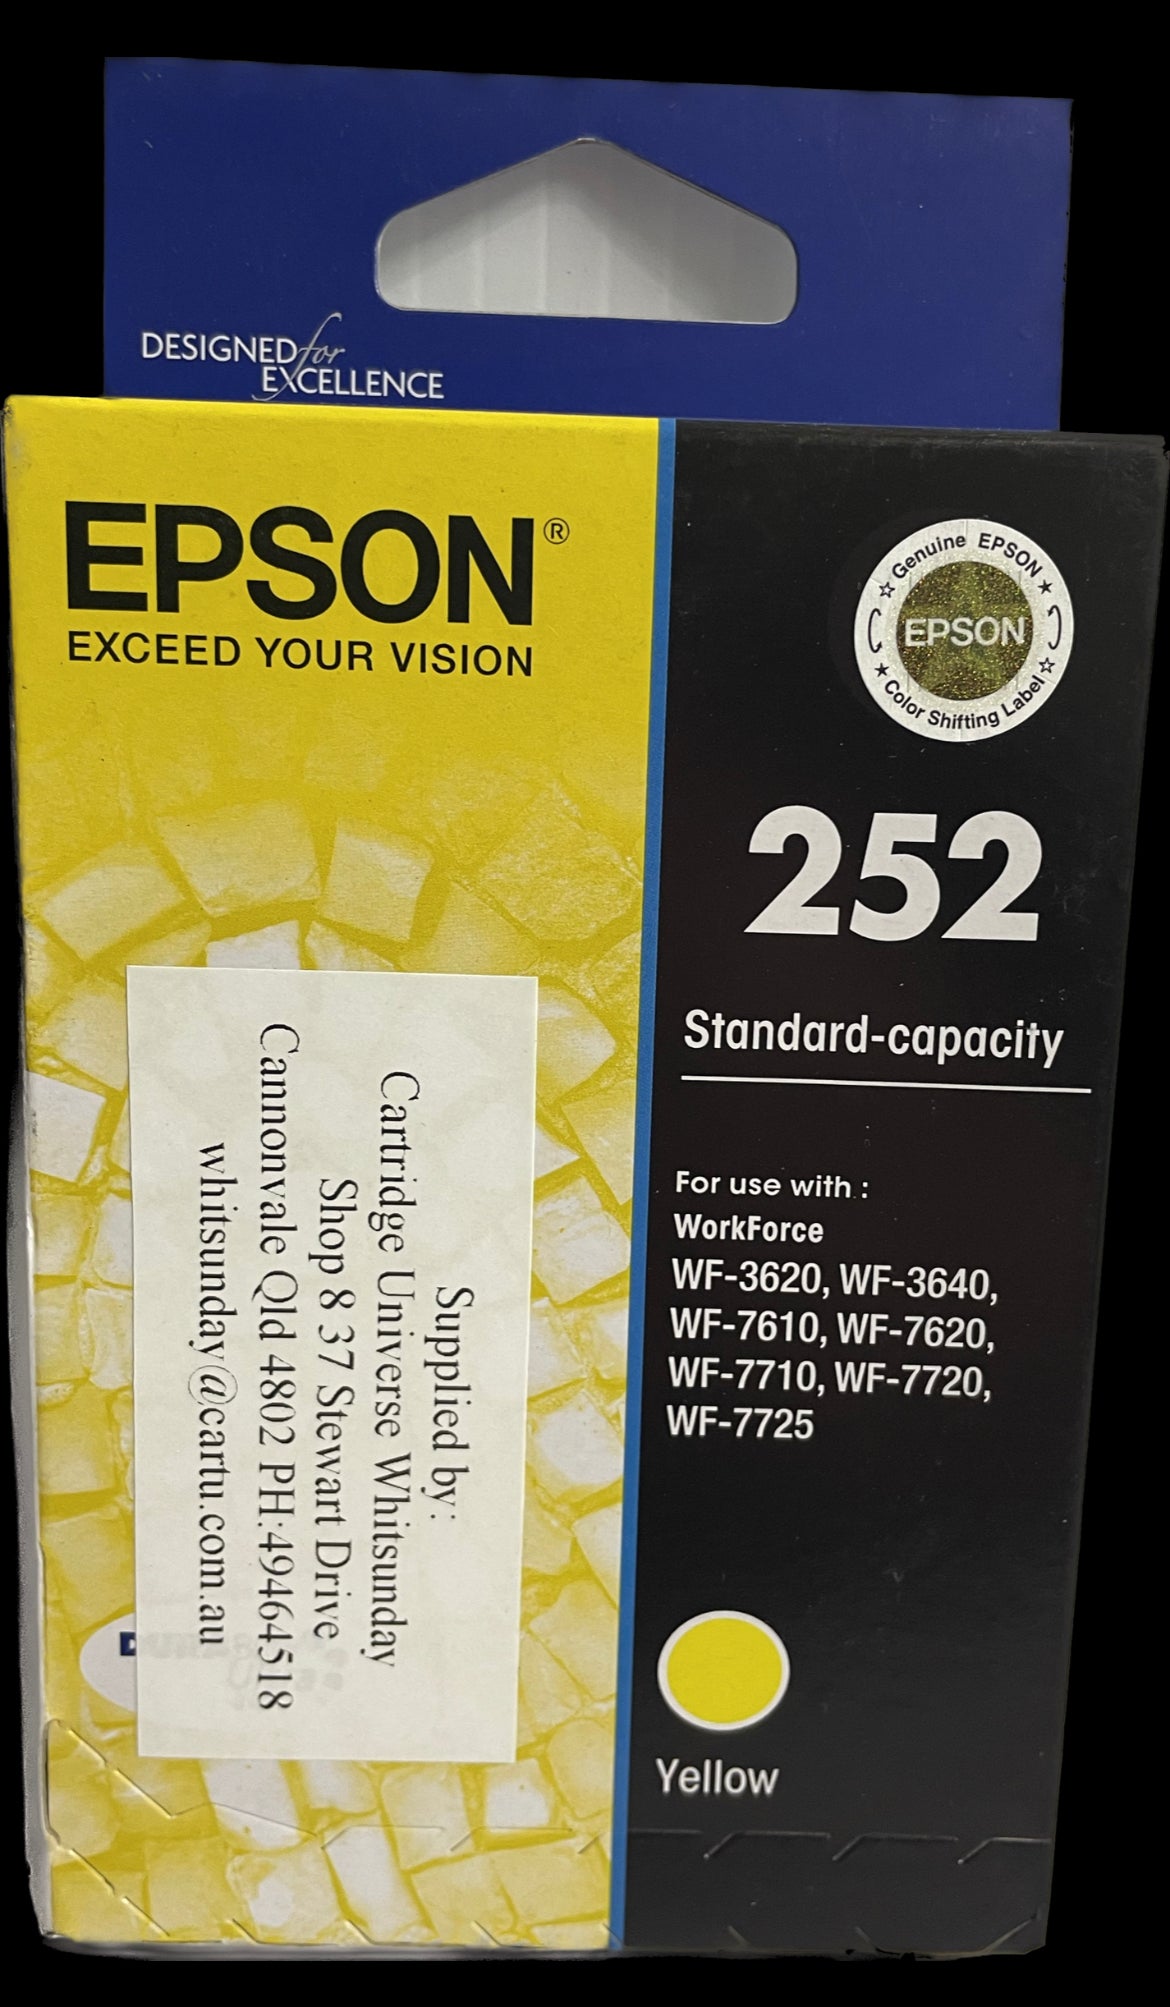 DESIGNED for
EXCELLENCE
EPSON®
EXCEED YOUR VISION
Genuine EPSON
EPSON
Color Shifting Label
252
Standard-capacity
For use with :
WorkForce
WF-3620, WF-3640,
WF-7610, WF-7620,
WF-7710, WF-7720,
WF-7725
Yellow
Supplied by:
Cartridge Universe Whitsunday
Shop 8 37 Stewart Drive
Cannonvale Qld 4802 PH:49464518
whitsunday@cartu.com.au